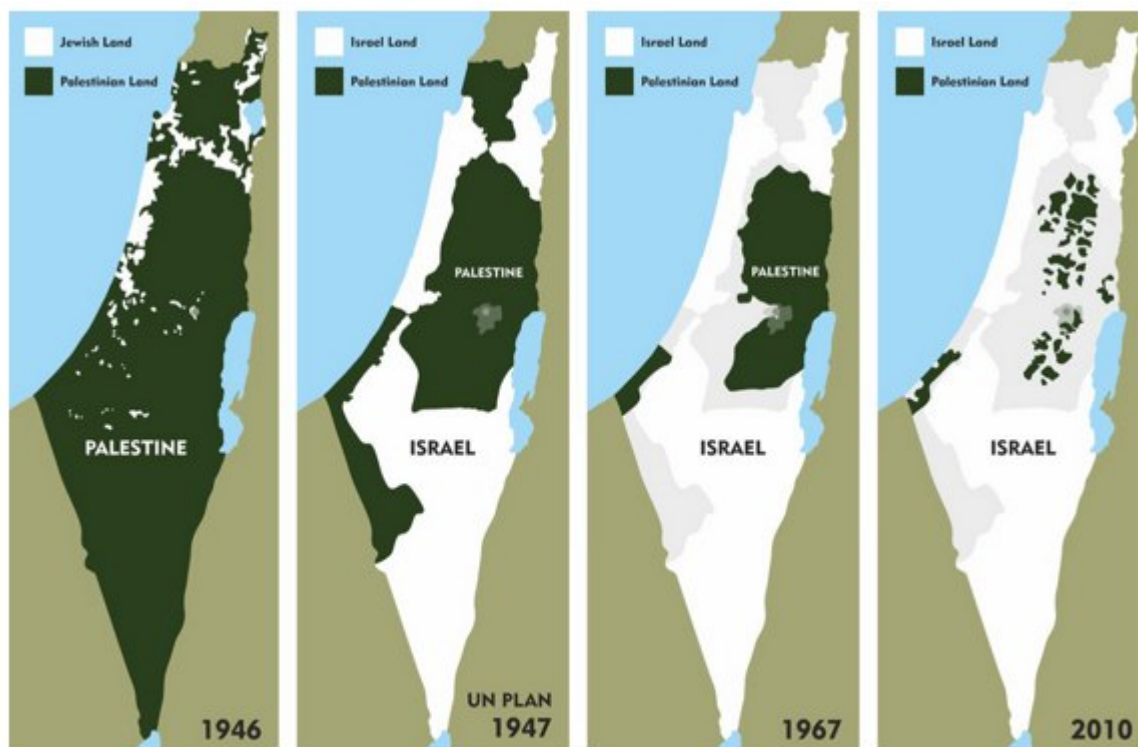 Jewish Land
Palestinian Land
PALESTINE
1946
Israel Land
Palestinian Land
PALESTINE
ISRAEL
UN PLAN
1947
Israel Land
Palestinian Land
PALESTINE
ISRAEL
1967
Israel Land
Palestinian Land
ISRAEL
2010